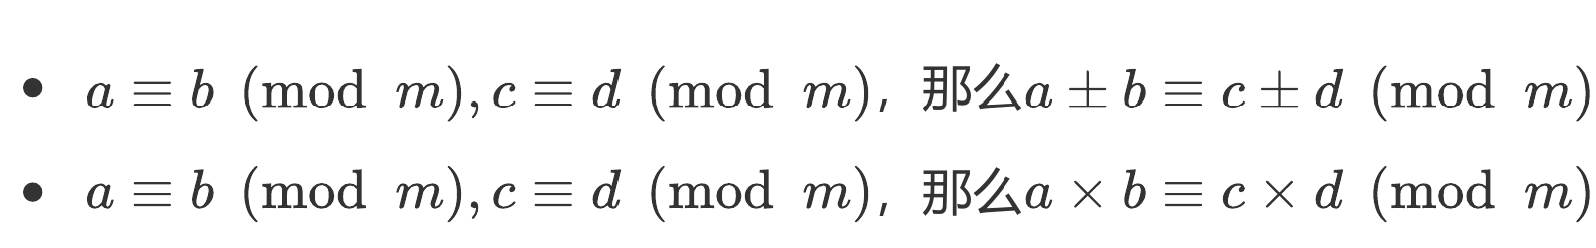 • a ≡ b (mod m), c ≡ d (mod m)，那么a ± b ≡ c ± d (mod m)
• a ≡ b (mod m), c ≡ d (mod m)，那么a × b ≡ c × d (mod m)